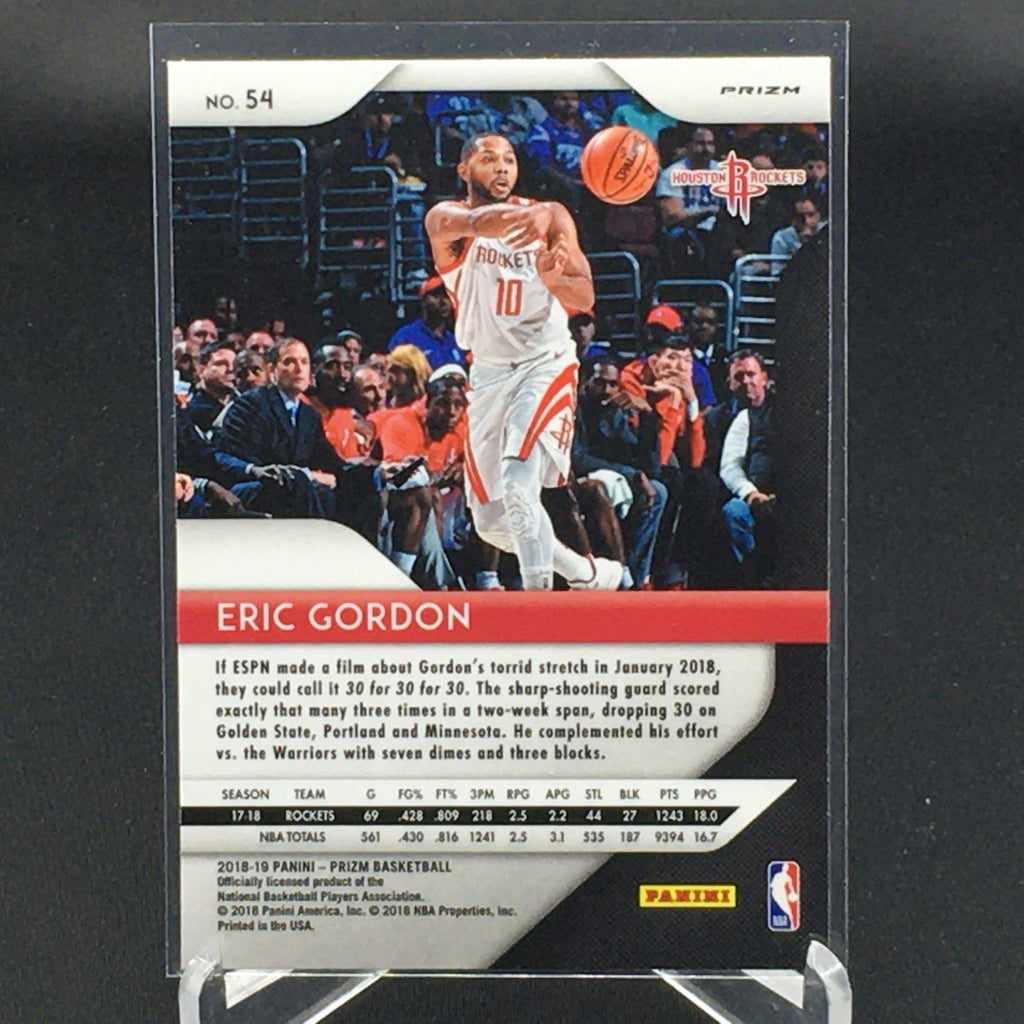 NO. 54
PRIZM
SPALDING
HOUSTON R ROCKETS
ROCKETS
10
ERIC GORDON
If ESPN made a film about Gordon's torrid stretch in January 2018,
they could call it 30 for 30 for 30. The sharp-shooting guard scored
exactly that many three times in a two-week span, dropping 30 on
Golden State, Portland and Minnesota. He complemented his effort
vs. the Warriors with seven dimes and three blocks.
SEASON TEAM G FG% FT% 3PM RPG APG STL BLK PTS PPG
17-18 ROCKETS 69 .428 .809 218 2.5 2.2 44 27 1243 18.0
NBA TOTALS 561 .430 .816 1241 2.5 3.1 535 187 9394 16.7
2018-19 PANINI – PRIZM BASKETBALL
Officially licensed product of the
National Basketball Players Association.
© 2018 Panini America, Inc. © 2018 NBA Properties, Inc.
Printed in the USA.
PANINI
NBA